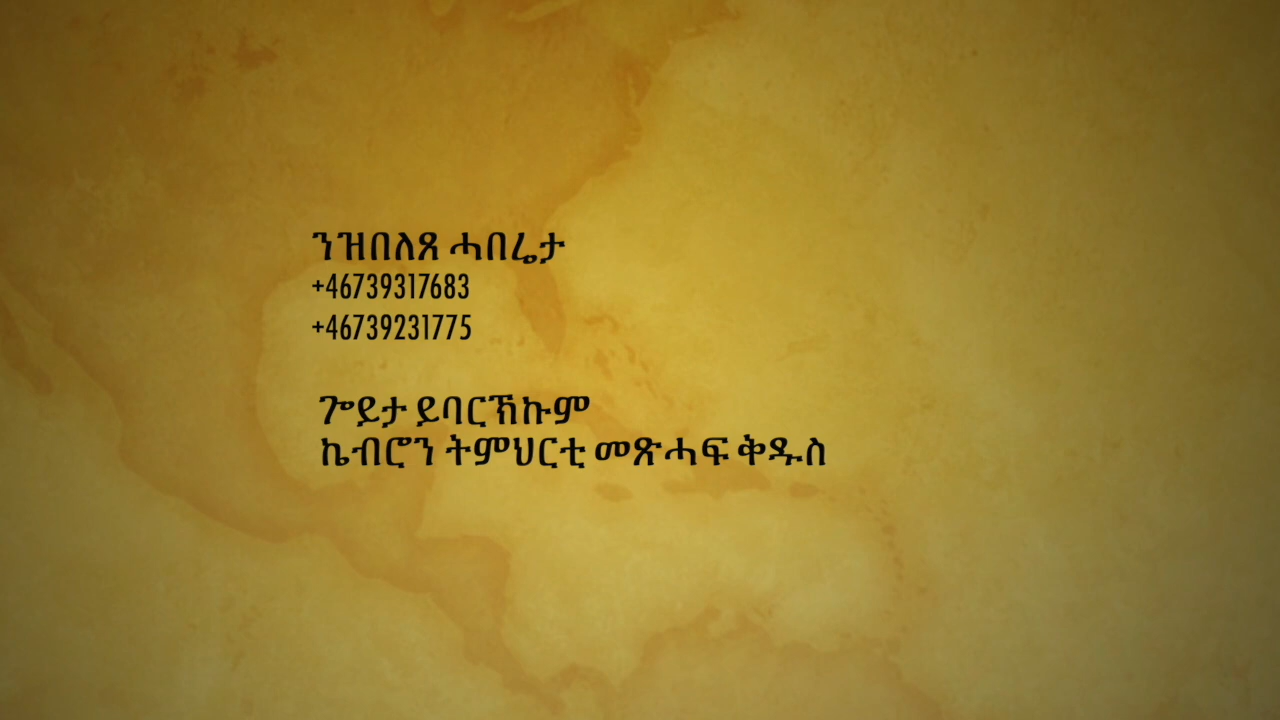 ንዝበለጸ ሓበሬታ
+46739317683
+46739231775
ጐይታ ይባርኽኩም
ኬብሮን ትምህርቲ መጽሓፍ ቅዱስ